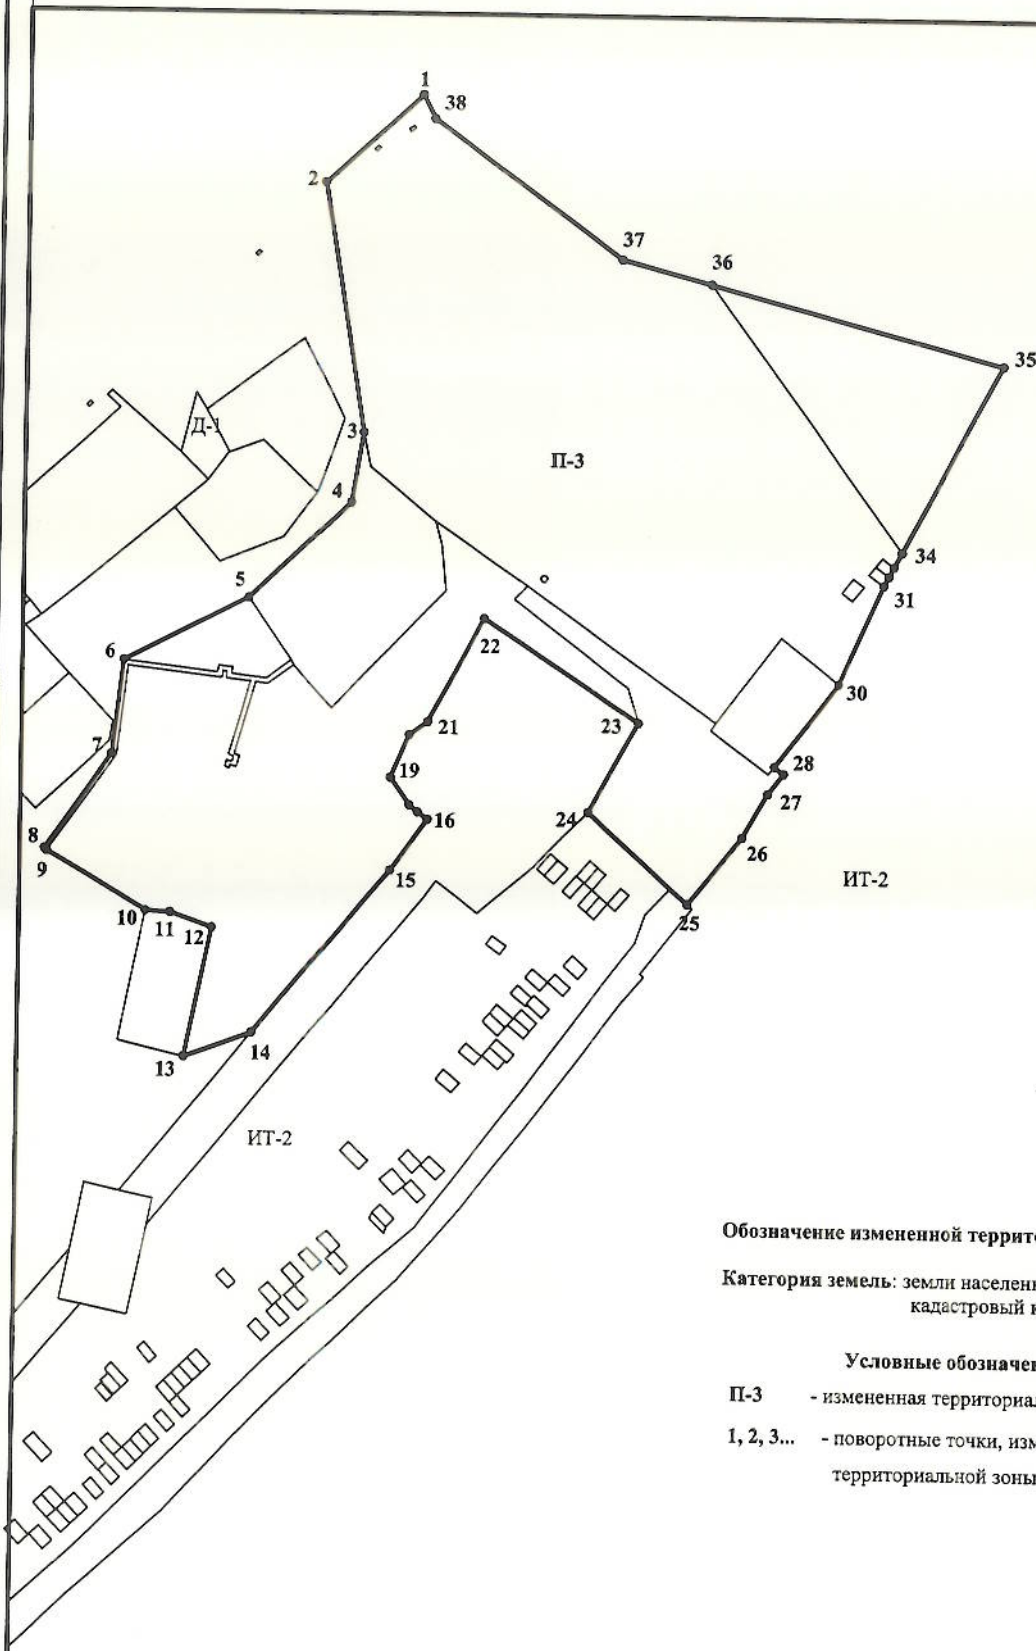 1
38
2
37
36
35
Д-1
3
П-3
4
34
5
31
22
6
30
21
23
7
28
19
27
24
16
8
26
9
15
ИТ-2
10
11
12
25
14
13
ИТ-2
Обозначение измененной террит
Категория земель: земли населен
кадастровый
Условные обозначе
П-3 - измененная территориа
1, 2, 3... - поворотные точки, из
территориальной зоны